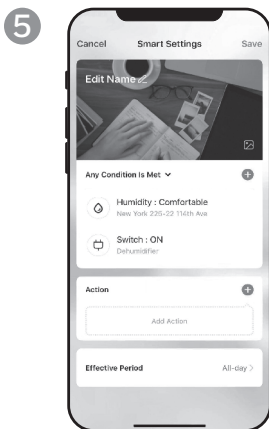 5
Cancel Smart Settings Save
Edit Name
Any Condition Is Met
Humidity : Comfortable
New York 225-22 114th Ave
Switch : ON
Dehumidifier
Action
Add Action
Effective Period All-day >